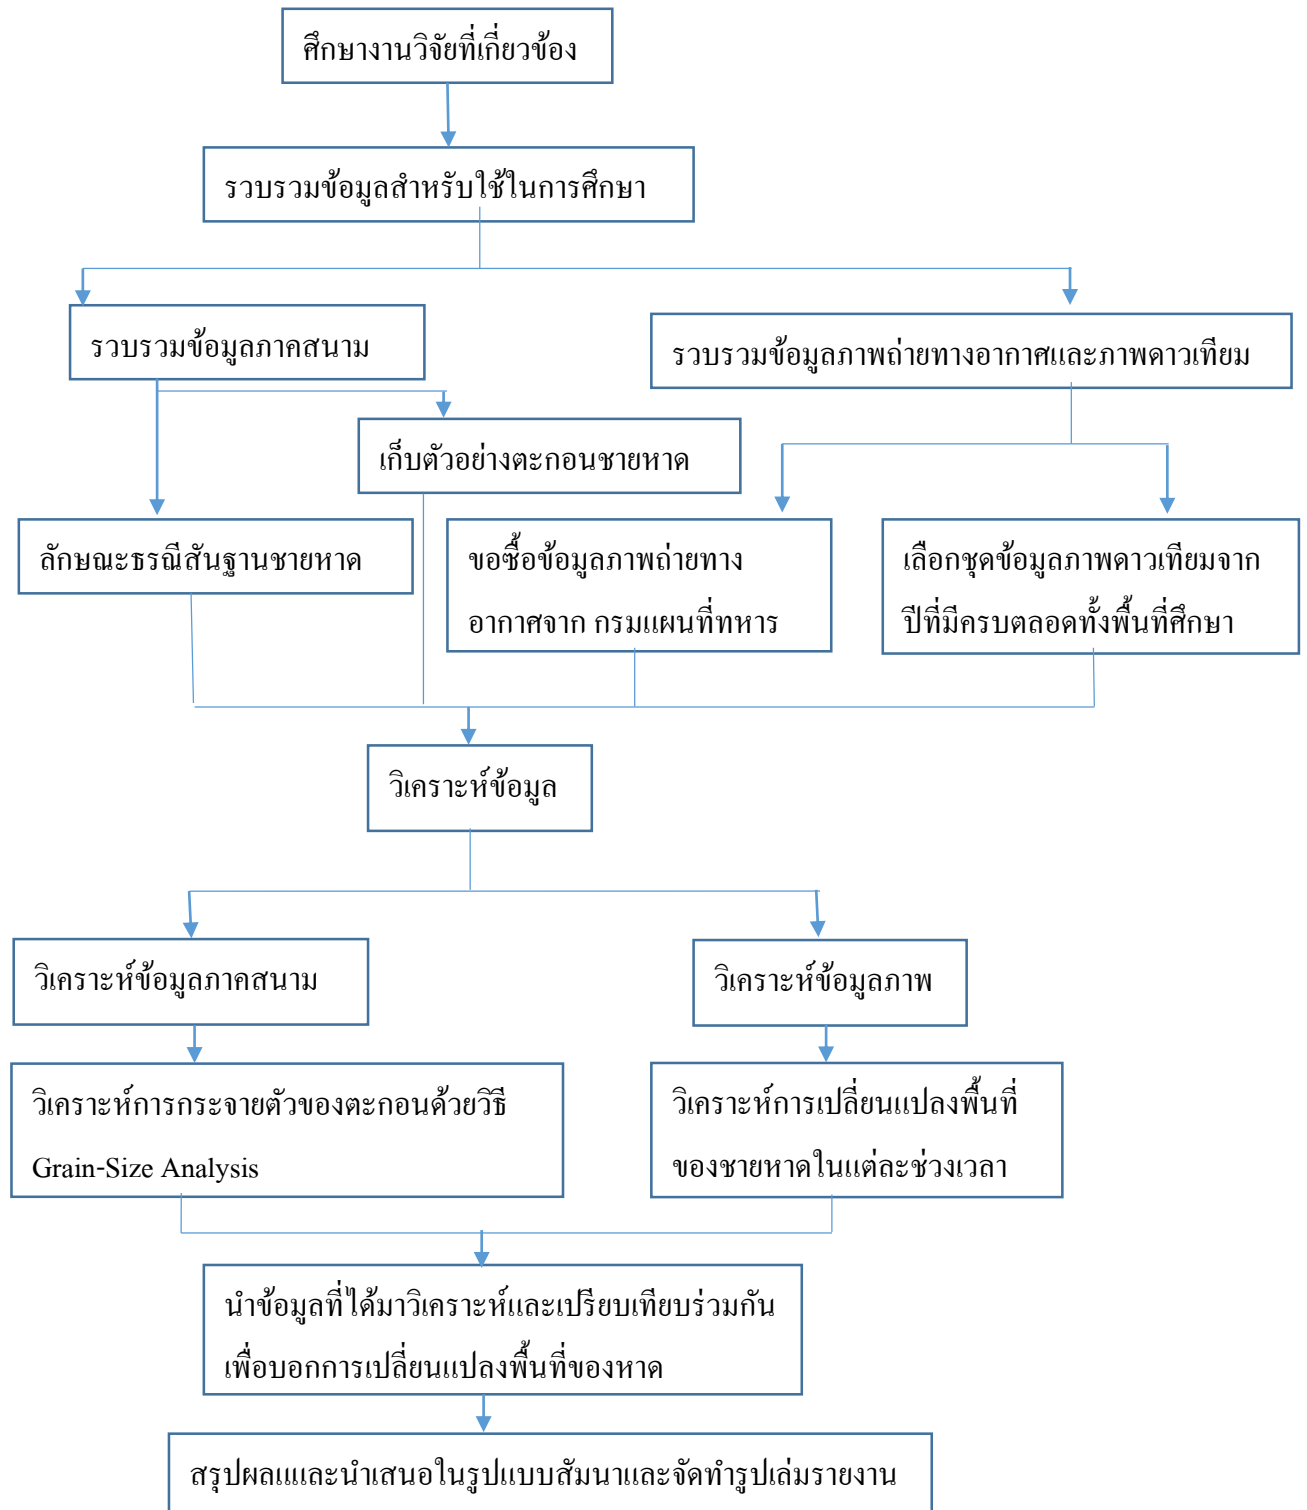 ศึกษางานวิจัยที่เกี่ยวข้อง
รวบรวมข้อมูลสำหรับใช้ในการศึกษา
รวบรวมข้อมูลภาคสนาม
รวบรวมข้อมูลภาพถ่ายทางอากาศและภาพดาวเทียม
เก็บตัวอย่างตะกอนชายหาด
ลักษณะธรณีสันฐานชายหาด
ขอซื้อข้อมูลภาพถ่ายทาง
อากาศจาก กรมแผนที่ทหาร
เลือกชุดข้อมูลภาพดาวเทียมจาก
ปีที่มีครบตลอดทั้งพื้นที่ศึกษา
วิเคราะห์ข้อมูล
วิเคราะห์ข้อมูลภาคสนาม
วิเคราะห์ข้อมูลภาพ
วิเคราะห์การกระจายตัวของตะกอนด้วยวิธี
Grain-Size Analysis
วิเคราะห์การเปลี่ยนแปลงพื้นที่
ของชายหาดในแต่ละช่วงเวลา
นำข้อมูลที่ได้มาวิเคราะห์และเปรียบเทียบร่วมกัน
เพื่อบอกการเปลี่ยนแปลงพื้นที่ของหาด
สรุปผลแและนำเสนอในรูปแบบสัมนาและจัดทำรูปเล่มรายงาน